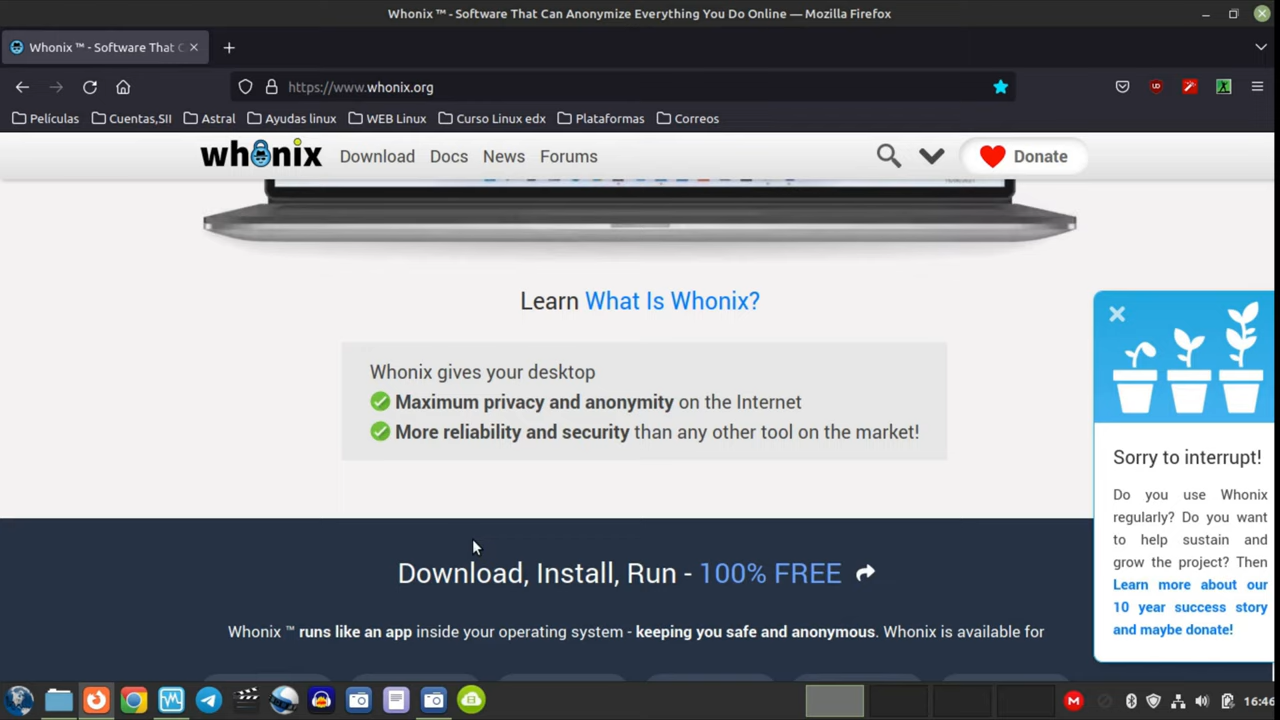 Whonix ™ - Software That Can Anonymize Everything You Do Online — Mozilla Firefox
Whonix ™ - Software That C
https://www.whonix.org
Películas
Cuentas,SII
Astral
Ayudas linux
WEB Linux
Curso Linux edx
Plataformas
Correos
whonix
Download
Docs
News
Forums
Donate
Learn What Is Whonix?
Whonix gives your desktop
Maximum privacy and anonymity on the Internet
More reliability and security than any other tool on the market!
Sorry to interrupt!
Do you use Whonix
regularly? Do you want
to help sustain and
grow the project? Then
Learn more about our
10 year success story
and maybe donate!
Download, Install, Run - 100% FREE
Whonix ™ runs like an app inside your operating system - keeping you safe and anonymous. Whonix is available for
16:46